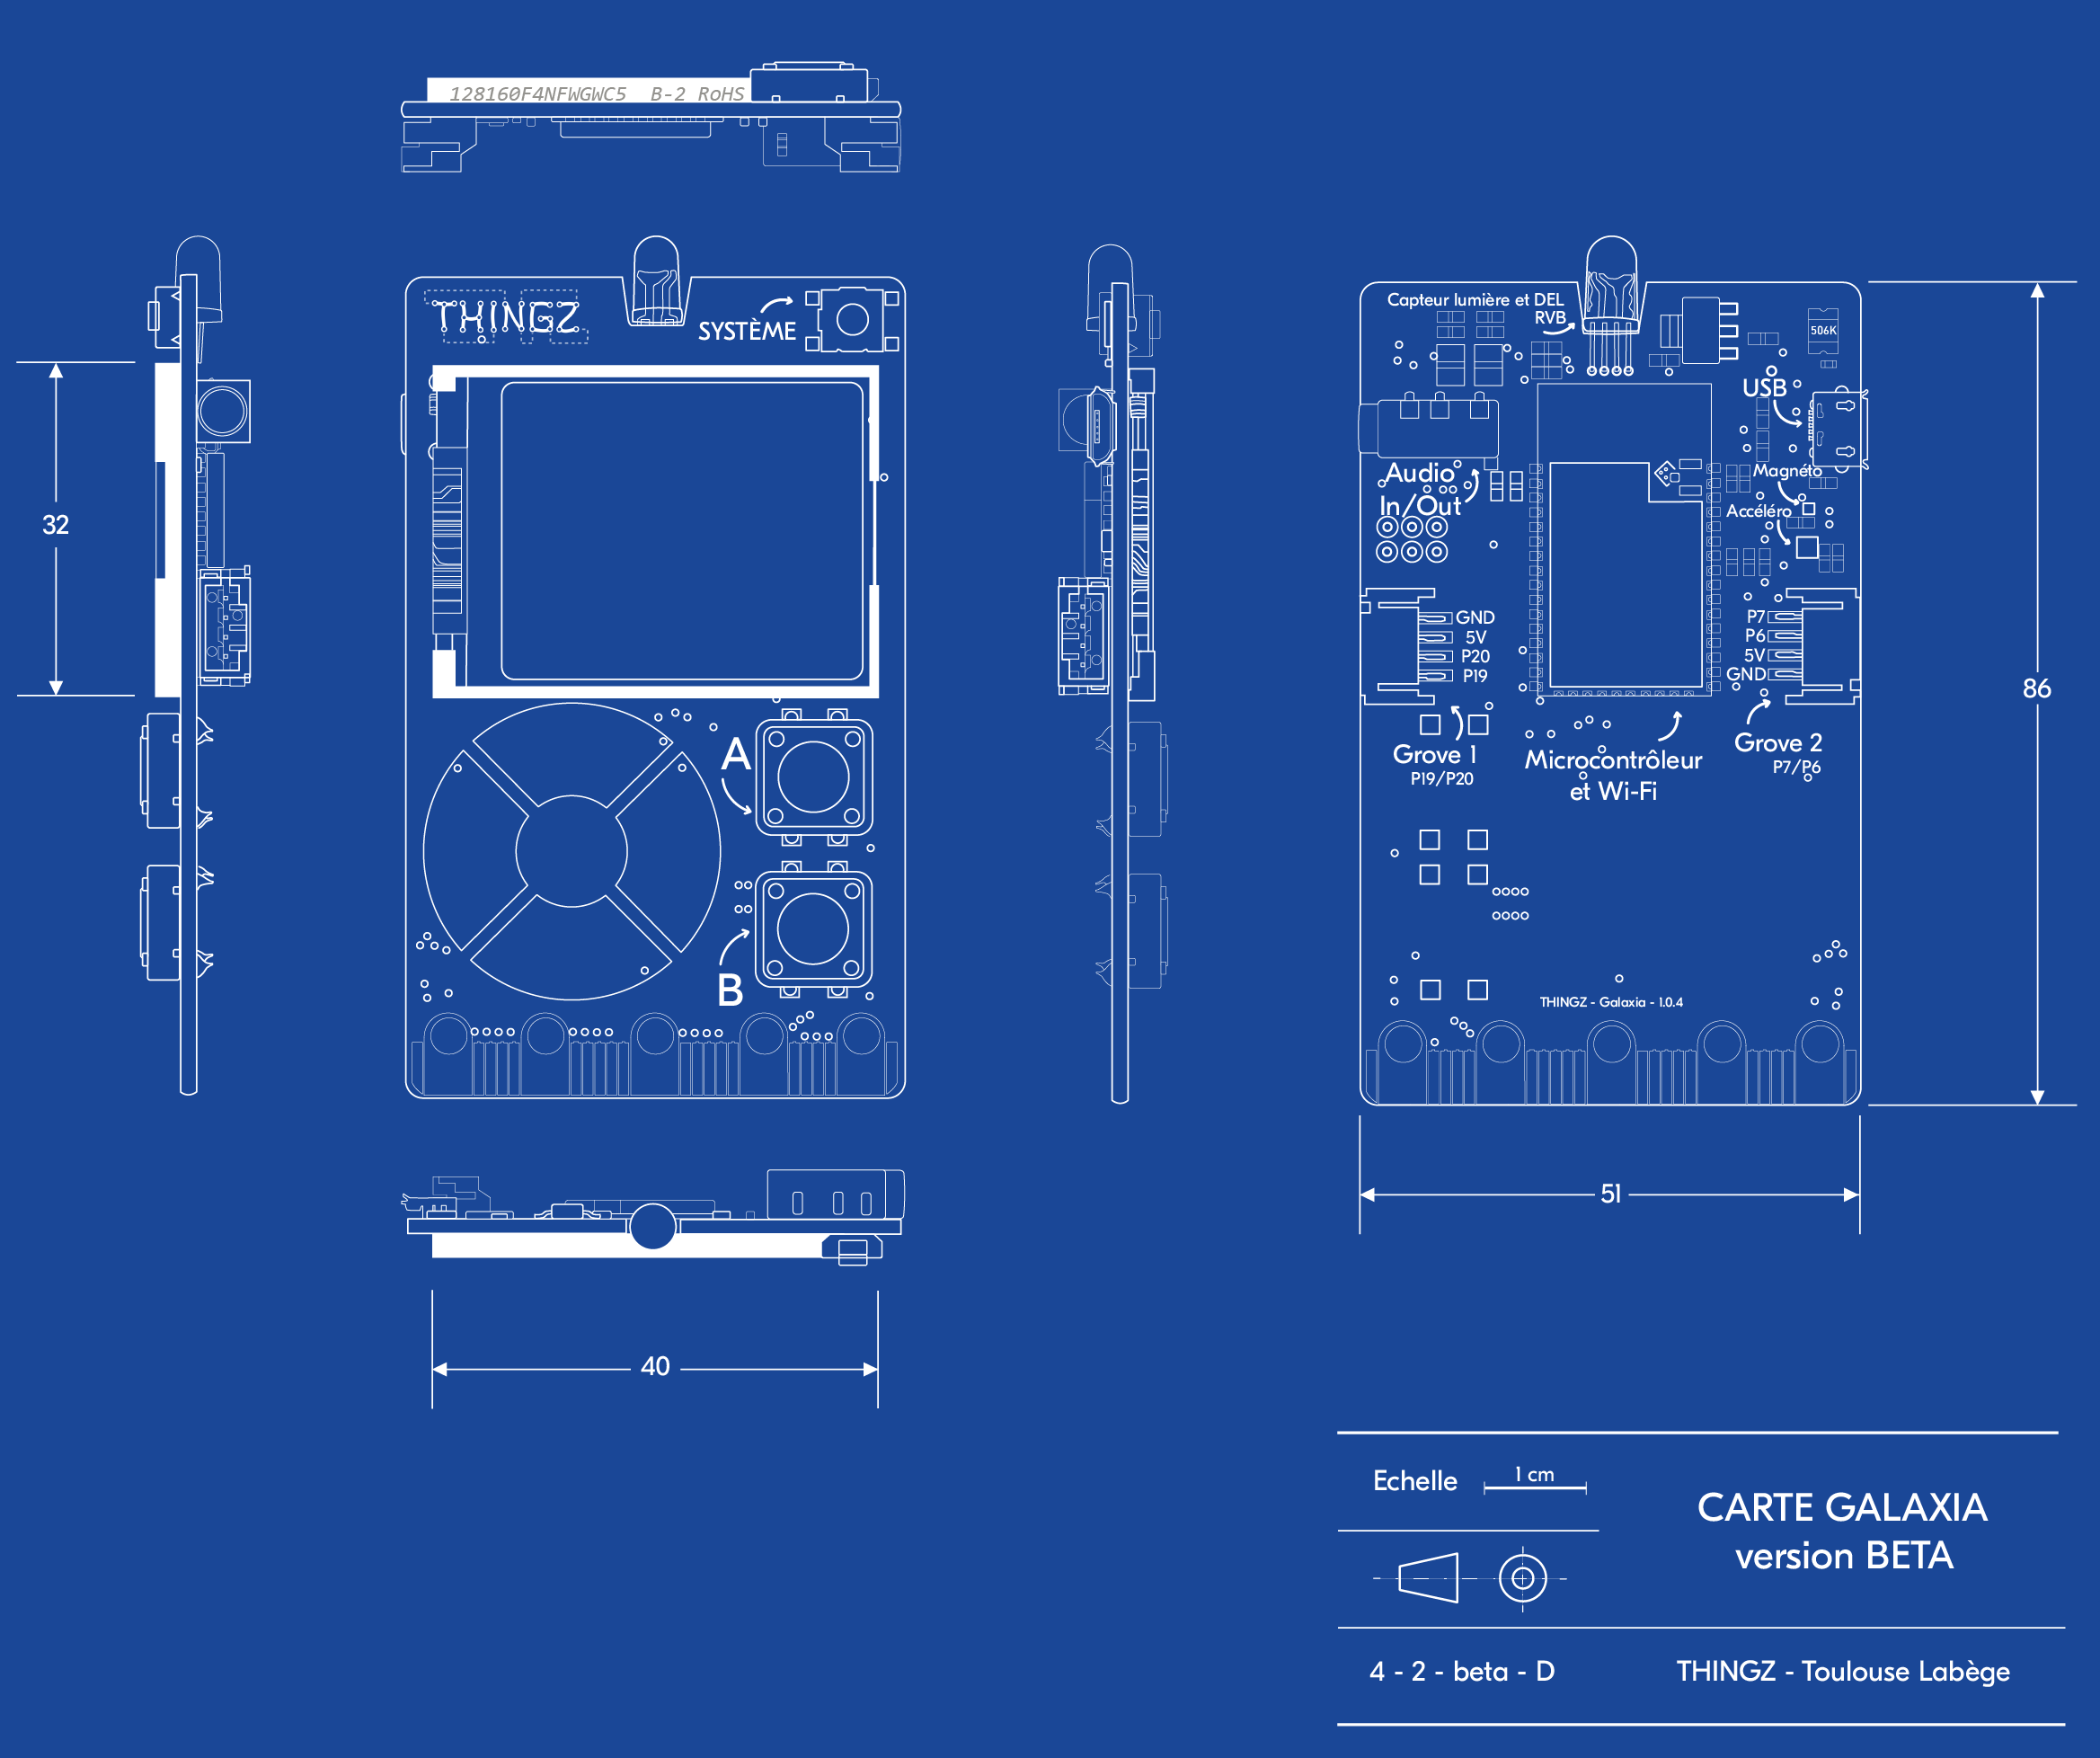 128160F4NFWGWC5 B-2 RoHS
THINGZ
SYSTÈME
32
A
B
40
Capteur lumière et DEL
RVB
506K
USB
Audio
In/Out
Magnéto
Accéléro
GND
5V
P20
P19
P7
P6
5V
GND
Grove 1
P19/P20
Microcontrôleur
et Wi-Fi
Grove 2
P7/P6
THINGZ - Galaxia - 1.0.4
86
51
Echelle
1 cm
CARTE GALAXIA
version BETA
4 - 2 - beta - D
THINGZ - Toulouse Labège